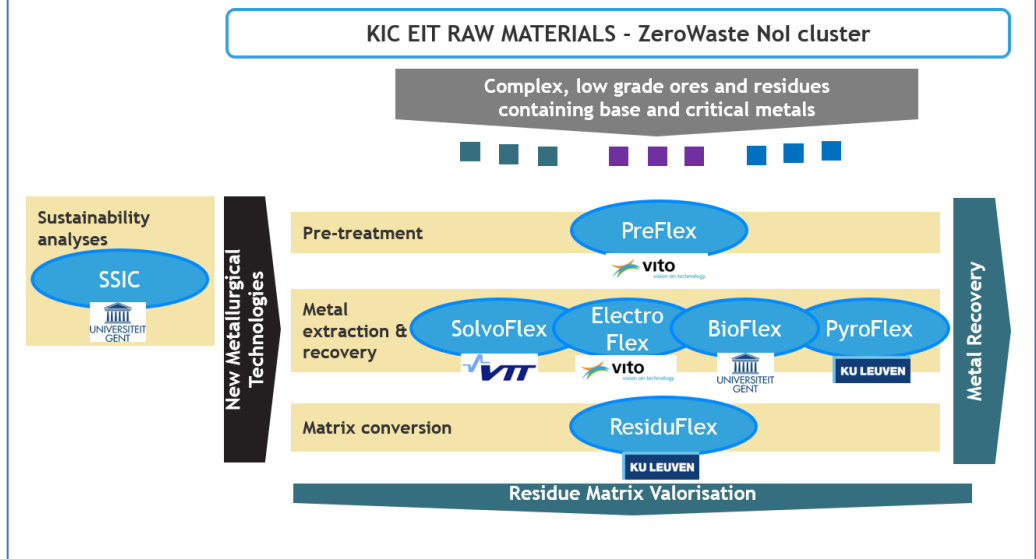 KIC EIT RAW MATERIALS - ZeroWaste NoI cluster
Complex, low grade ores and residues
containing base and critical metals
Sustainability
analyses
SSIC
UNIVERSITEIT
GENT
New Metallurgical
Technologies
Pre-treatment
PreFlex
vito
vision on technology
Metal
extraction &
recovery
SolvoFlex
VTT
Electro
Flex
vito
vision on technology
BioFlex
UNIVERSITEIT
GENT
PyroFlex
KU LEUVEN
Matrix conversion
ResiduFlex
KU LEUVEN
Metal Recovery
Residue Matrix Valorisation